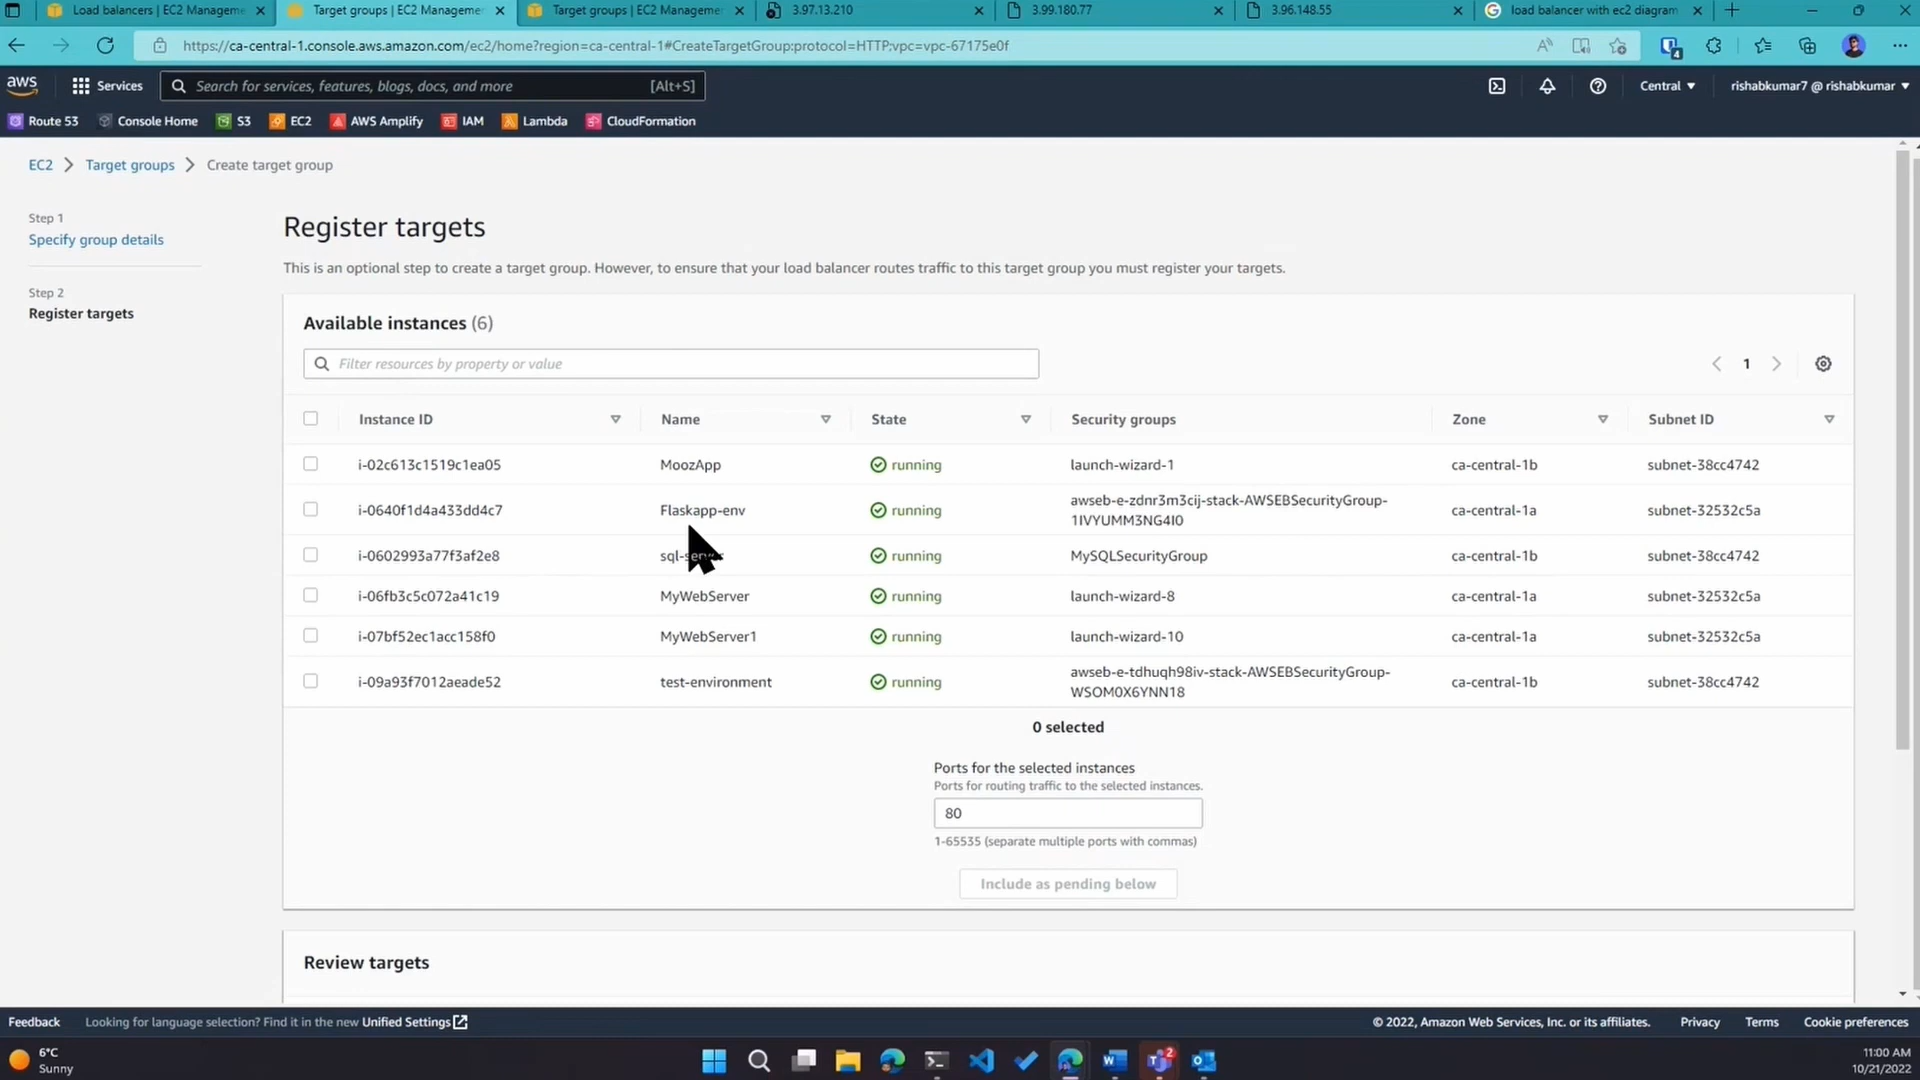 Load balancers | EC2 Manageme
Target groups | EC2 Manageme
Target groups | EC2 Manageme
3.97.13.210
3.99.180.77
3.96.148.55
load balancer with ec2 diagram
https://ca-central-1.console.aws.amazon.com/ec2/home?region=ca-central-1#CreateTargetGroup:protocol=HTTP;vpc=vpc-67175e0f
4
aws
Services
Search for services, features, blogs, docs, and more
[Alt+S]
Central
rishabkumar7 @ rishabkumar
Route 53
Console Home
S3
EC2
AWS Amplify
IAM
Lambda
CloudFormation
EC2
Target groups
Create target group
Step 1
Specify group details
Step 2
Register targets
Register targets
This is an optional step to create a target group. However, to ensure that your load balancer routes traffic to this target group you must register your targets.
Available instances (6)
Filter resources by property or value
1
Instance ID Name State Security groups Zone Subnet ID
i-02c613c1519c1ea05 MoozApp running launch-wizard-1 ca-central-1b subnet-38cc4742
i-0640f1d4a433dd4c7 Flaskapp-env running awseb-e-zdnr3m3cij-stack-AWSEBSecurityGroup-
1IVYUMM3NG4I0 ca-central-1a subnet-32532c5a
i-0602993a77f3af2e8 sql-server running MySQLSecurityGroup ca-central-1b subnet-38cc4742
i-06fb3c5c072a41c19 MyWebServer running launch-wizard-8 ca-central-1a subnet-32532c5a
i-07bf52ec1acc158f0 MyWebServer1 running launch-wizard-10 ca-central-1a subnet-32532c5a
i-09a93f7012aeade52 test-environment running awseb-e-tdhuqh98iv-stack-AWSEBSecurityGroup-
WSOM0X6YNN18 ca-central-1b subnet-38cc4742
0 selected
Ports for the selected instances
Ports for routing traffic to the selected instances.
80
1-65535 (separate multiple ports with commas)
Include as pending below
Review targets
Feedback
Looking for language selection? Find it in the new Unified Settings
© 2022, Amazon Web Services, Inc. or its affiliates.
Privacy
Terms
Cookie preferences
6°C
Sunny
2
11:00 AM
10/21/2022